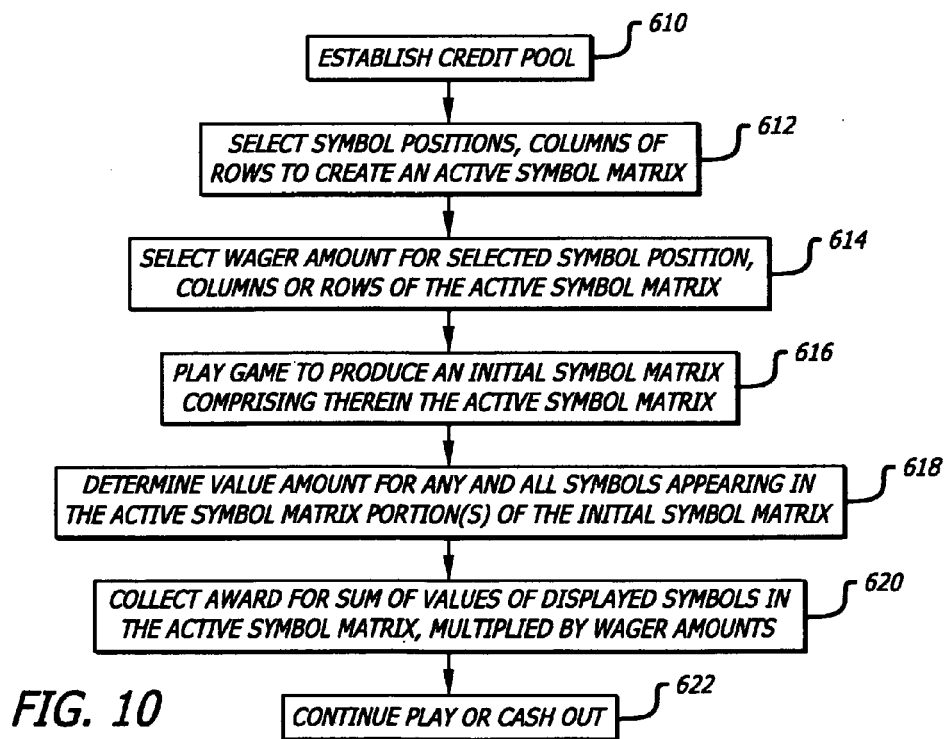 610
ESTABLISH CREDIT POOL
612
SELECT SYMBOL POSITIONS, COLUMNS OF
ROWS TO CREATE AN ACTIVE SYMBOL MATRIX
614
SELECT WAGER AMOUNT FOR SELECTED SYMBOL POSITION,
COLUMNS OR ROWS OF THE ACTIVE SYMBOL MATRIX
616
PLAY GAME TO PRODUCE AN INITIAL SYMBOL MATRIX
COMPRISING THEREIN THE ACTIVE SYMBOL MATRIX
618
DETERMINE VALUE AMOUNT FOR ANY AND ALL SYMBOLS APPEARING IN
THE ACTIVE SYMBOL MATRIX PORTION(S) OF THE INITIAL SYMBOL MATRIX
620
COLLECT AWARD FOR SUM OF VALUES OF DISPLAYED SYMBOLS IN
THE ACTIVE SYMBOL MATRIX, MULTIPLIED BY WAGER AMOUNTS
622
CONTINUE PLAY OR CASH OUT
FIG. 10